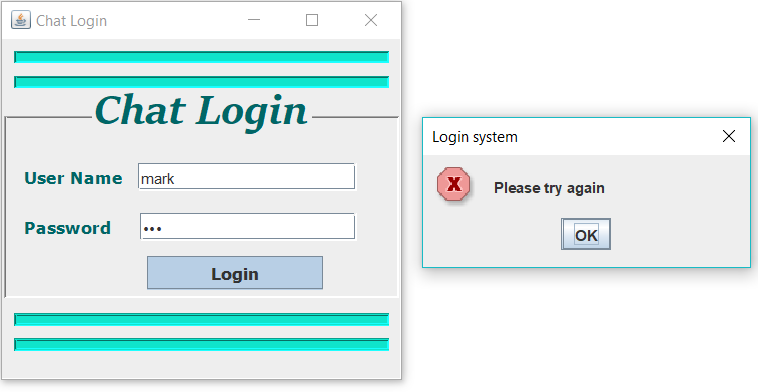 Chat Login
Chat Login
User Name mark
Password •••
Login
Login system
X
Please try again
OK